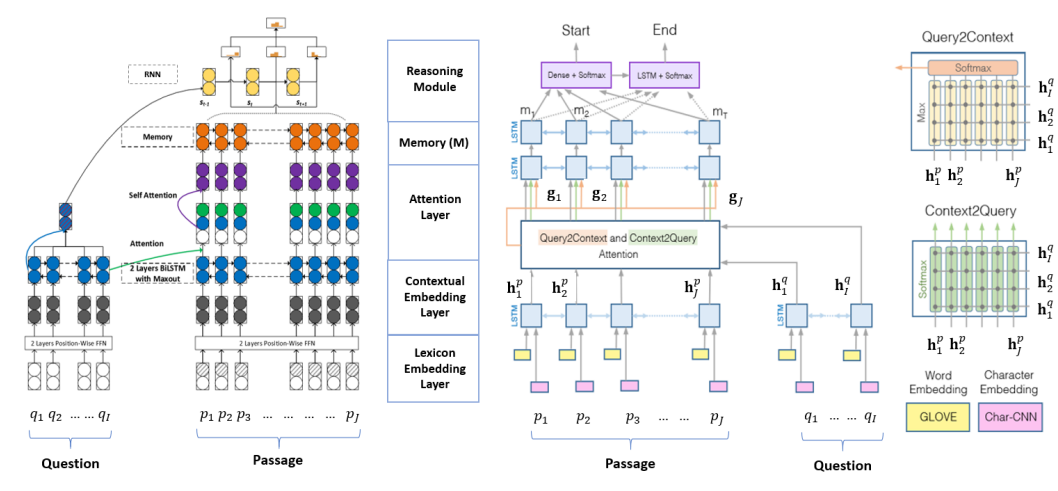 RNN
s_{t-1}
s_t
s_{t+1}
Memory
Self Attention
Attention
2 Layers BiLSTM
with Maxout
2 Layers Position-Wise FFN
2 Layers Position-Wise FFN
q_1 q_2 ... ... q_I
p_1 p_2 p_3 ... ... ... ... p_J
Question
Passage
Reasoning
Module
Memory (M)
Attention
Layer
Contextual
Embedding
Layer
Lexicon
Embedding
Layer
Start
End
Dense + Softmax
LSTM + Softmax
m_1
m_2
m_T
LSTM
LSTM
g_1
g_2
g_J
Query2Context and Context2Query
Attention
h_1^p
h_2^p
h_J^p
h_1^q
h_I^q
LSTM
p_1
p_2
p_3
... ...
p_J
q_1 ... ... q_I
Passage
Question
Query2Context
Softmax
Max
h_I^q
h_2^q
h_1^q
h_1^p h_2^p h_J^p
Context2Query
Softmax
h_I^q
h_2^q
h_1^q
h_1^p h_2^p h_J^p
Word
Embedding
Character
Embedding
GLOVE
Char-CNN